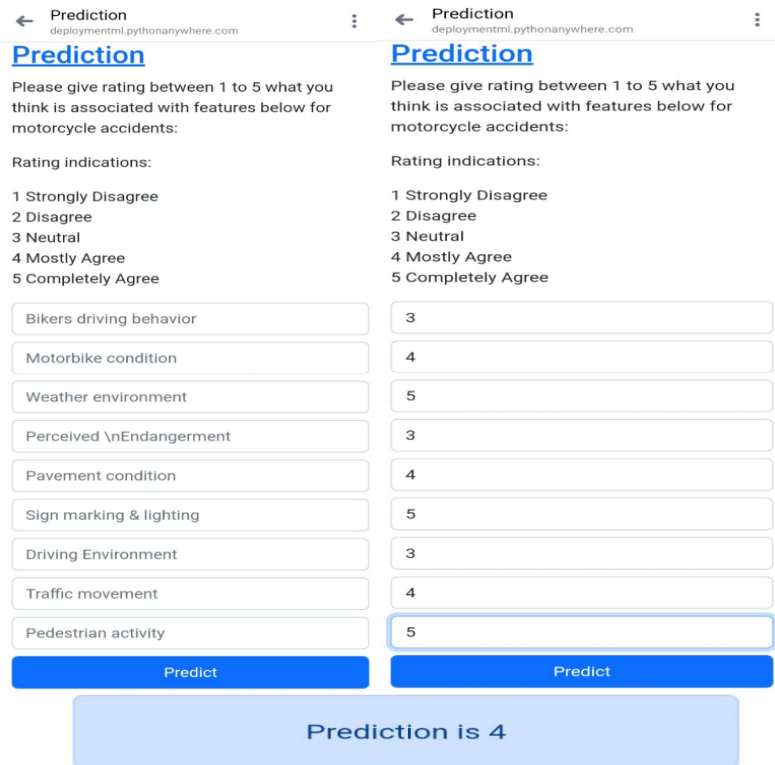 Prediction
deploymentml.pythonanywhere.com
Prediction
Please give rating between 1 to 5 what you
think is associated with features below for
motorcycle accidents:
Rating indications:
1 Strongly Disagree
2 Disagree
3 Neutral
4 Mostly Agree
5 Completely Agree
Bikers driving behavior
Motorbike condition
Weather environment
Perceived \nEndangerment
Pavement condition
Sign marking & lighting
Driving Environment
Traffic movement
Pedestrian activity
Predict
Prediction
deploymentml.pythonanywhere.com
Prediction
Please give rating between 1 to 5 what you
think is associated with features below for
motorcycle accidents:
Rating indications:
1 Strongly Disagree
2 Disagree
3 Neutral
4 Mostly Agree
5 Completely Agree
3
4
5
3
4
5
3
4
5
Predict
Prediction is 4